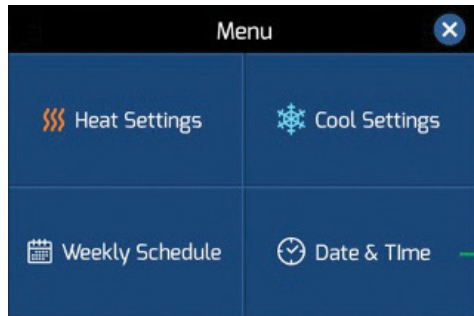 Menu
Heat Settings
Cool Settings
Weekly Schedule
Date & TIme